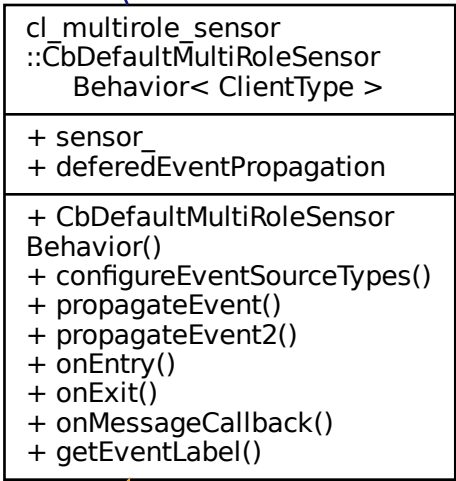 cl_multirole_sensor
::CbDefaultMultiRoleSensor
Behavior< ClientType >
+ sensor_
+ deferedEventPropagation
+ CbDefaultMultiRoleSensor
Behavior()
+ configureEventSourceTypes()
+ propagateEvent()
+ propagateEvent2()
+ onEntry()
+ onExit()
+ onMessageCallback()
+ getEventLabel()